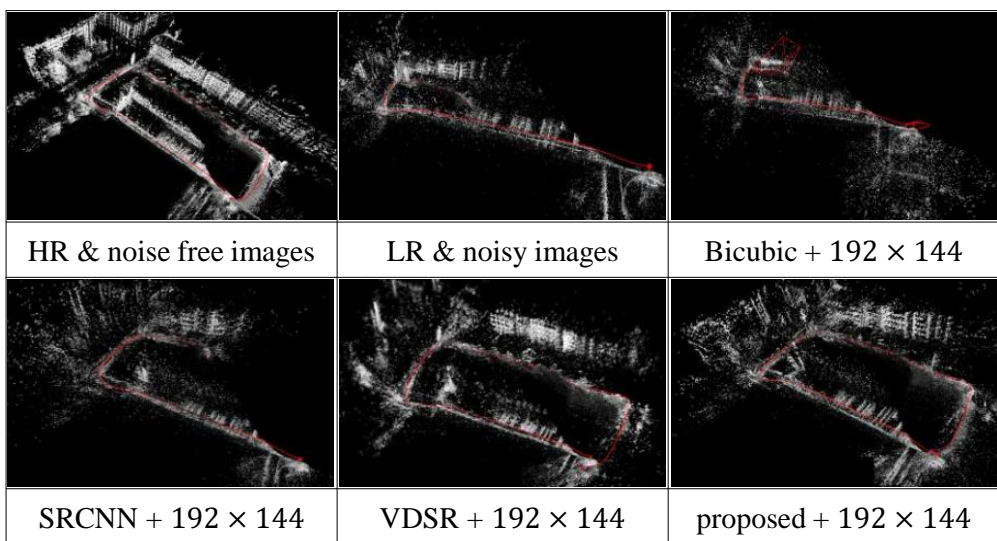 HR & noise free images
LR & noisy images
Bicubic + 192 × 144
SRCNN + 192 × 144
VDSR + 192 × 144
proposed + 192 × 144